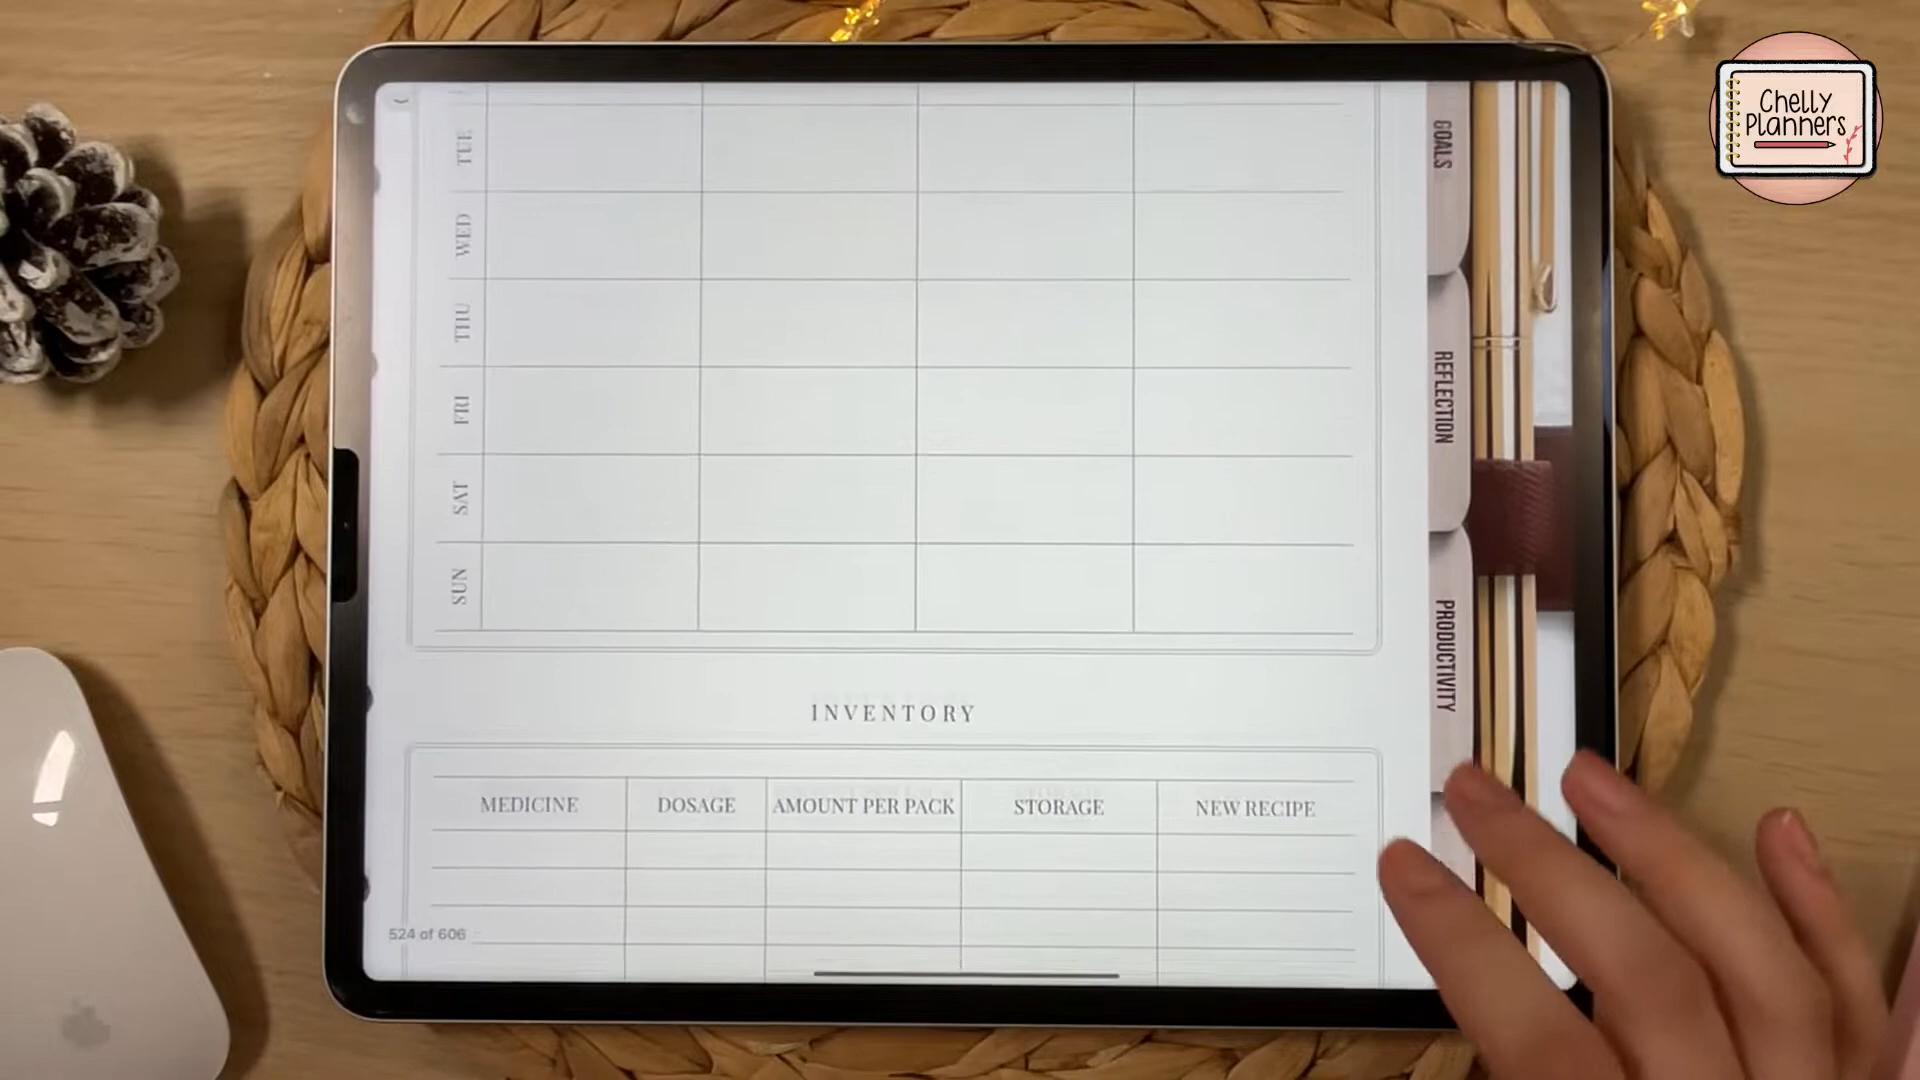 Chelly
Planners
TUE
WED
THU
FRI
SAT
SUN
GOALS
REFLECTION
PRODUCTIVITY
INVENTORY
MEDICINE DOSAGE AMOUNT PER PACK STORAGE NEW RECIPE
524 of 606